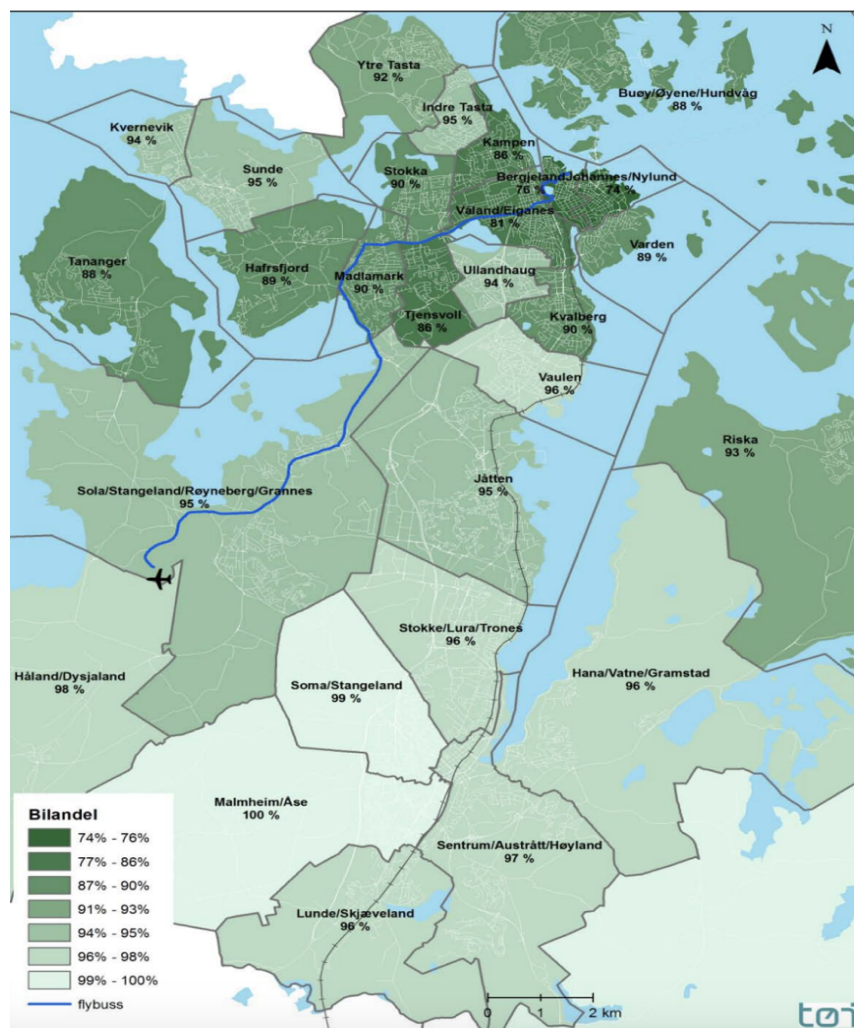 N
Ytre Tasta
92 %
Buøy/Øyene/Hundvåg
88 %
Indre Tasta
95 %
Kvernevik
94 %
Kampen
86 %
Sunde
95 %
Stokka
90 %
Bergjeland
76 %
Johannes/Nylund
74 %
Våland/Eiganes
81 %
Varden
89 %
Tananger
88 %
Hafrsfjord
89 %
Madlamark
90 %
Ullandhaug
94 %
Tjensvoll
86 %
Kvalberg
90 %
Vaulen
96 %
Riska
93 %
Jåtten
95 %
Sola/Stangeland/Røyneberg/Grannes
95 %
Stokke/Lura/Trones
96 %
Håland/Dysjaland
98 %
Soma/Stangeland
99 %
Hana/Vatne/Gramstad
96 %
Malmheim/Åse
100 %
Sentrum/Austrått/Høyland
97 %
Lunde/Skjæveland
96 %
Bilandel
74% - 76%
77% - 86%
87% - 90%
91% - 93%
94% - 95%
96% - 98%
99% - 100%
flybuss
0 1 2 km
tøi